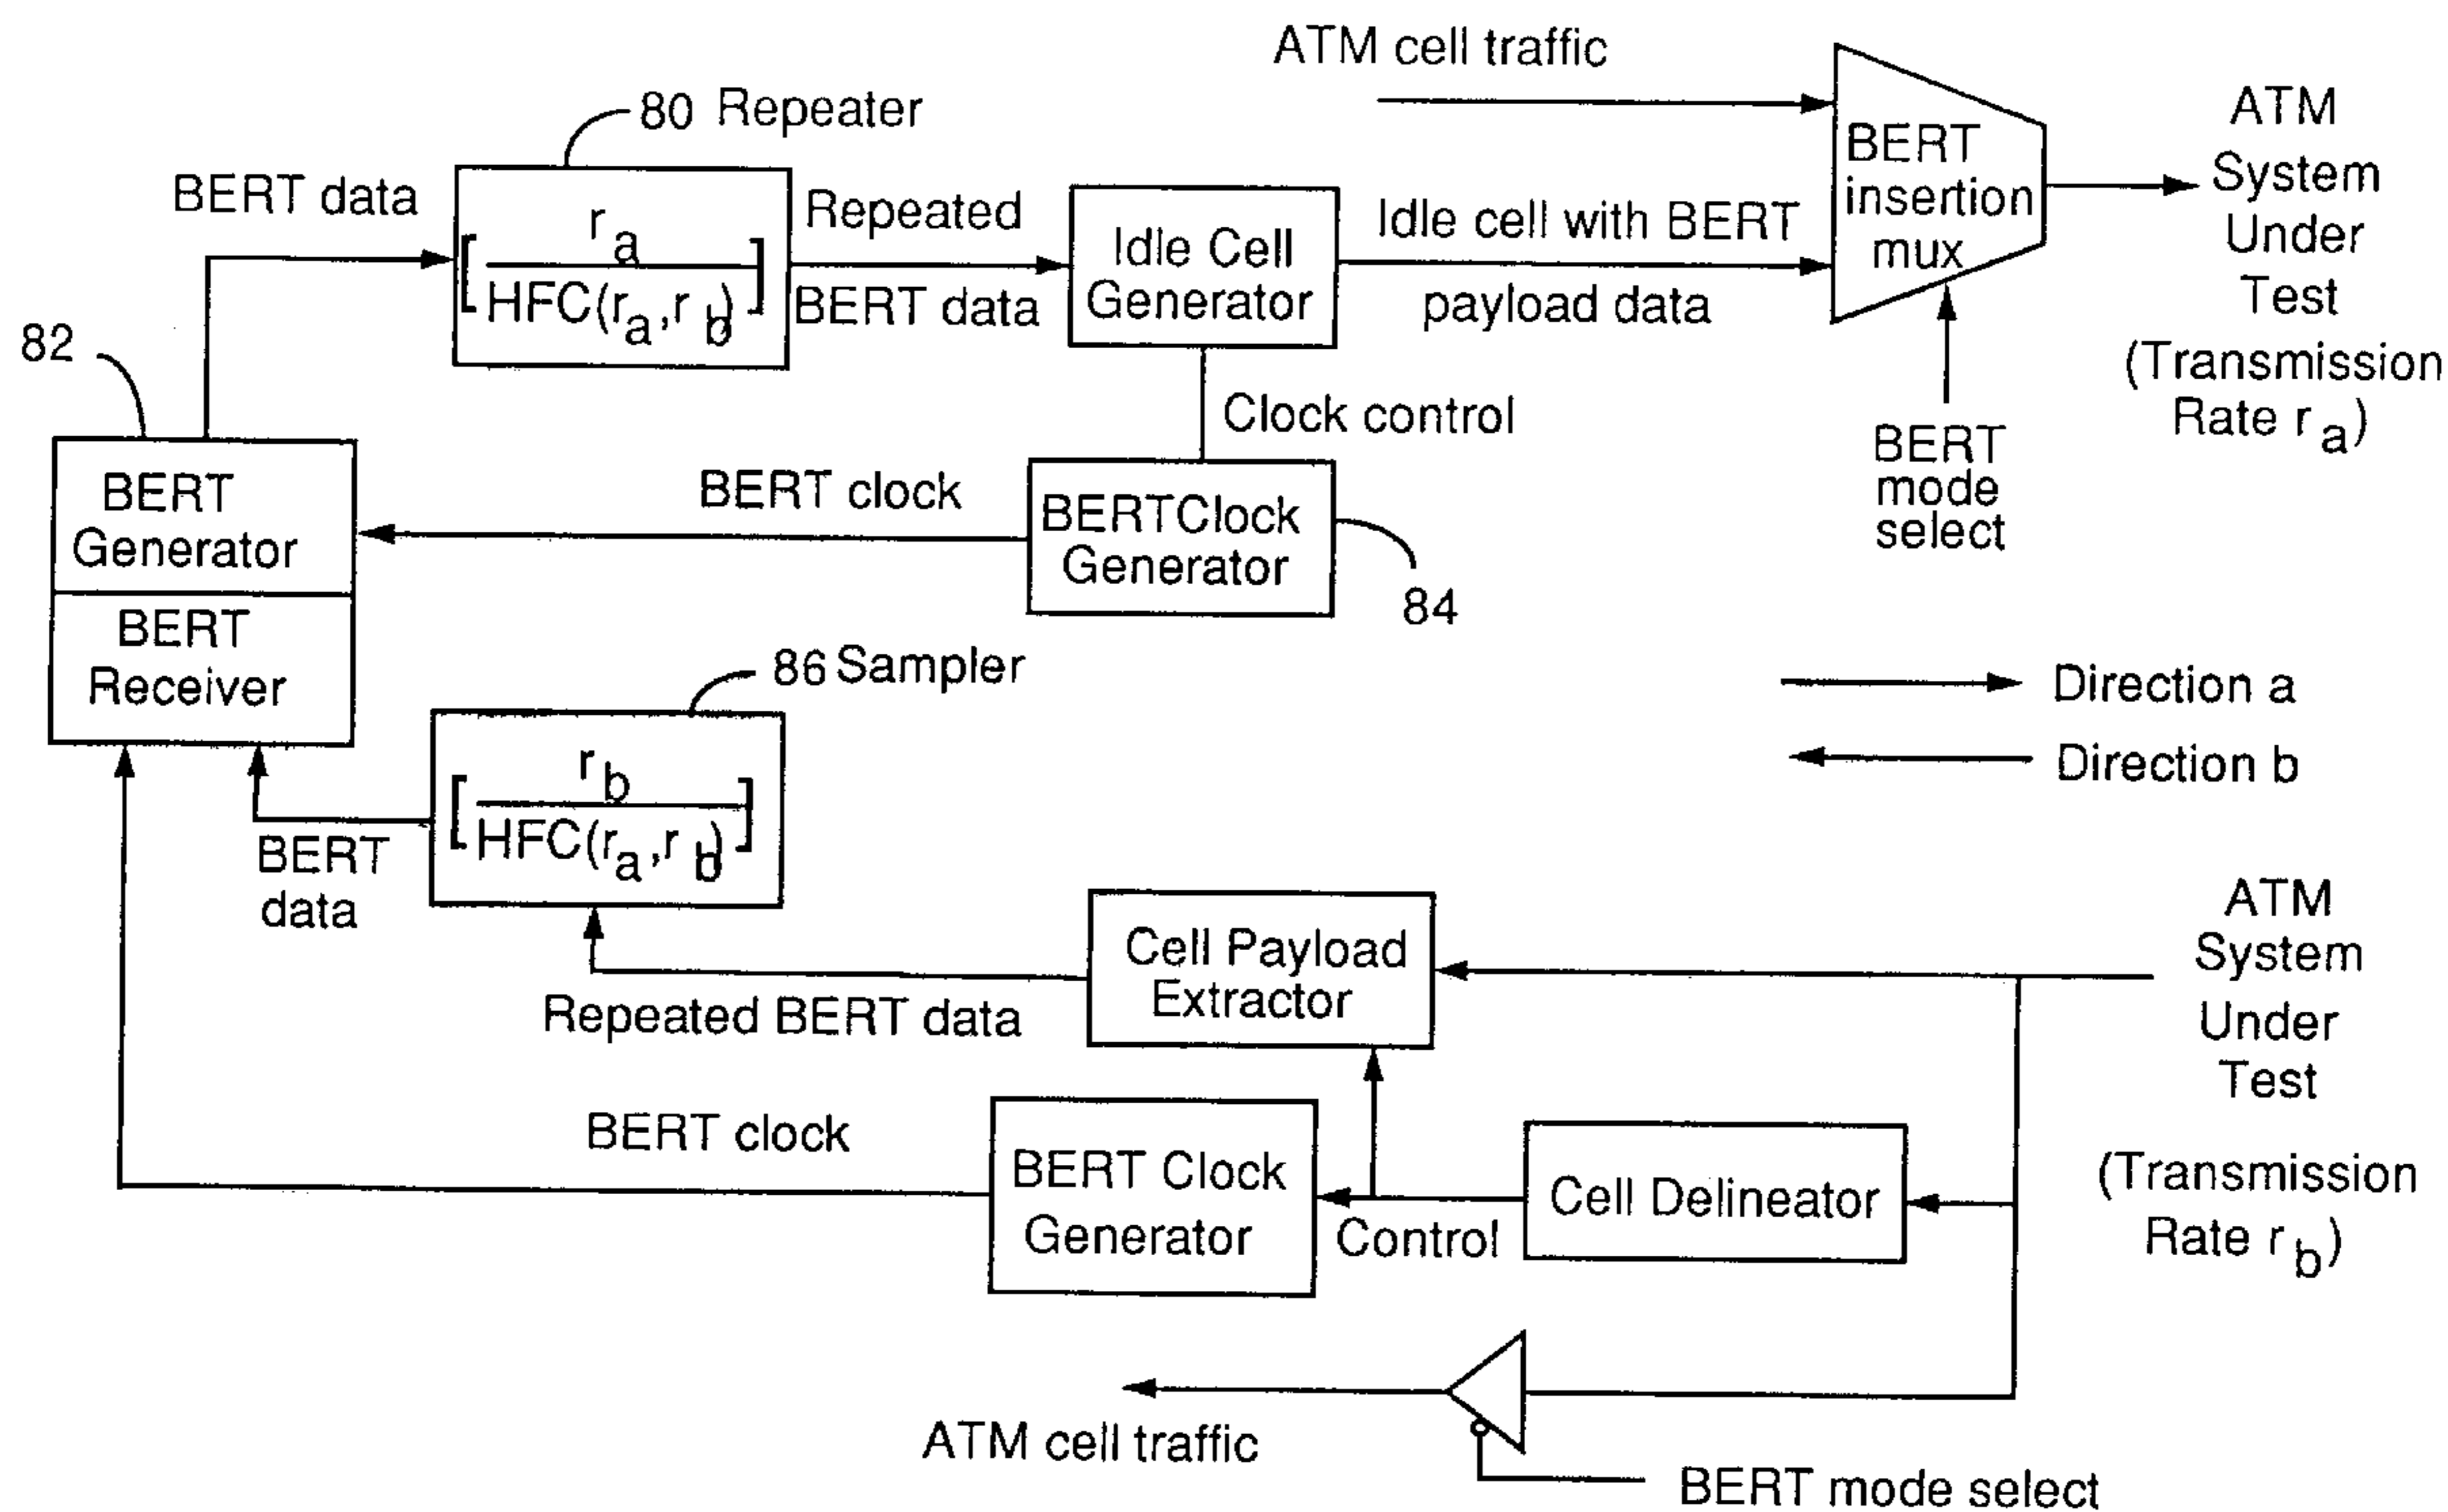 ATM cell traffic
80 Repeater
BERT data
[ r a / HFC(r a ,r b) ]
Repeated
BERT data
Idle Cell
Generator
Idle cell with BERT
payload data
BERT
insertion
mux
ATM
System
Under
Test
(Transmission
Rate r a)
BERT
mode
select
82
Clock control
BERT clock
BERTClock
Generator
84
BERT
Generator
BERT
Receiver
86 Sampler
[ r b / HFC(r a ,r b) ]
BERT
data
Direction a
Direction b
Cell Payload
Extractor
Repeated BERT data
ATM
System
Under
Test
(Transmission
Rate r b)
BERT clock
BERT Clock
Generator
Control
Cell Delineator
ATM cell traffic
BERT mode select